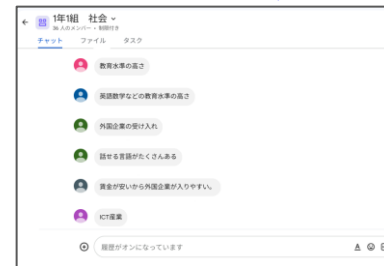 1年1組 社会
36 人のメンバー • 制限付き
チャット ファイル タスク
教育水準の高さ
英語数学などの教育水準の高さ
外国企業の受け入れ
話せる言語がたくさんある
賃金が安いから外国企業が入りやすい。
ICT産業
履歴がオンになっています